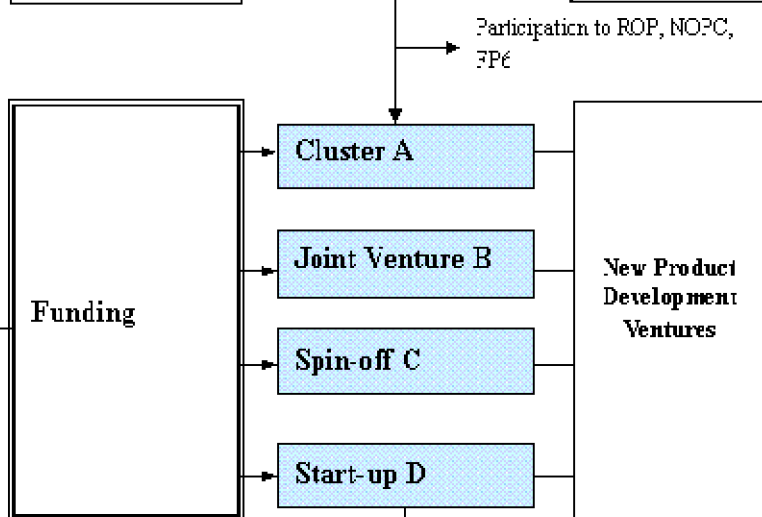 Participation to ROP, NOPC,
FP6
Cluster A
Joint Venture B
Funding
Spin-off C
Start-up D
New Product
Development
Ventures